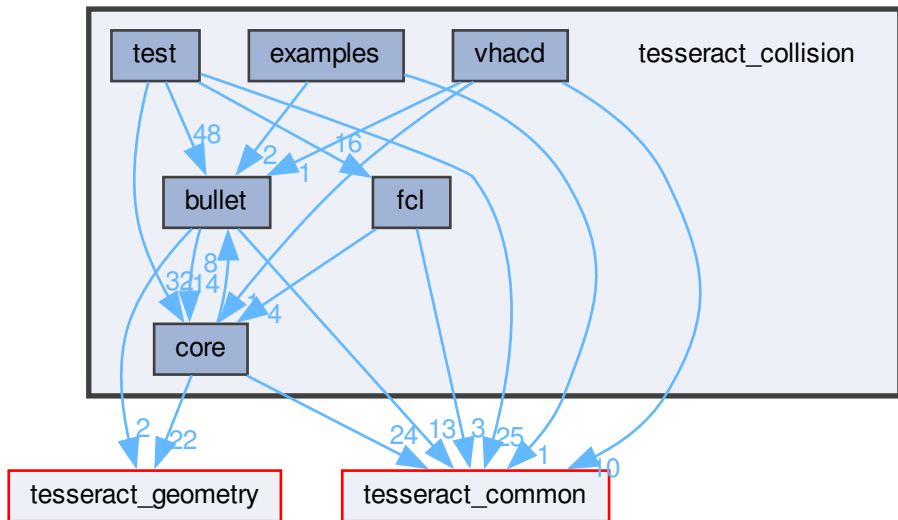 test
examples
vhacd
tesseract_collision
48
2
1
16
bullet
fcl
8
32
14
1
4
core
2
22
24
13
3
25
1
10
tesseract_geometry
tesseract_common